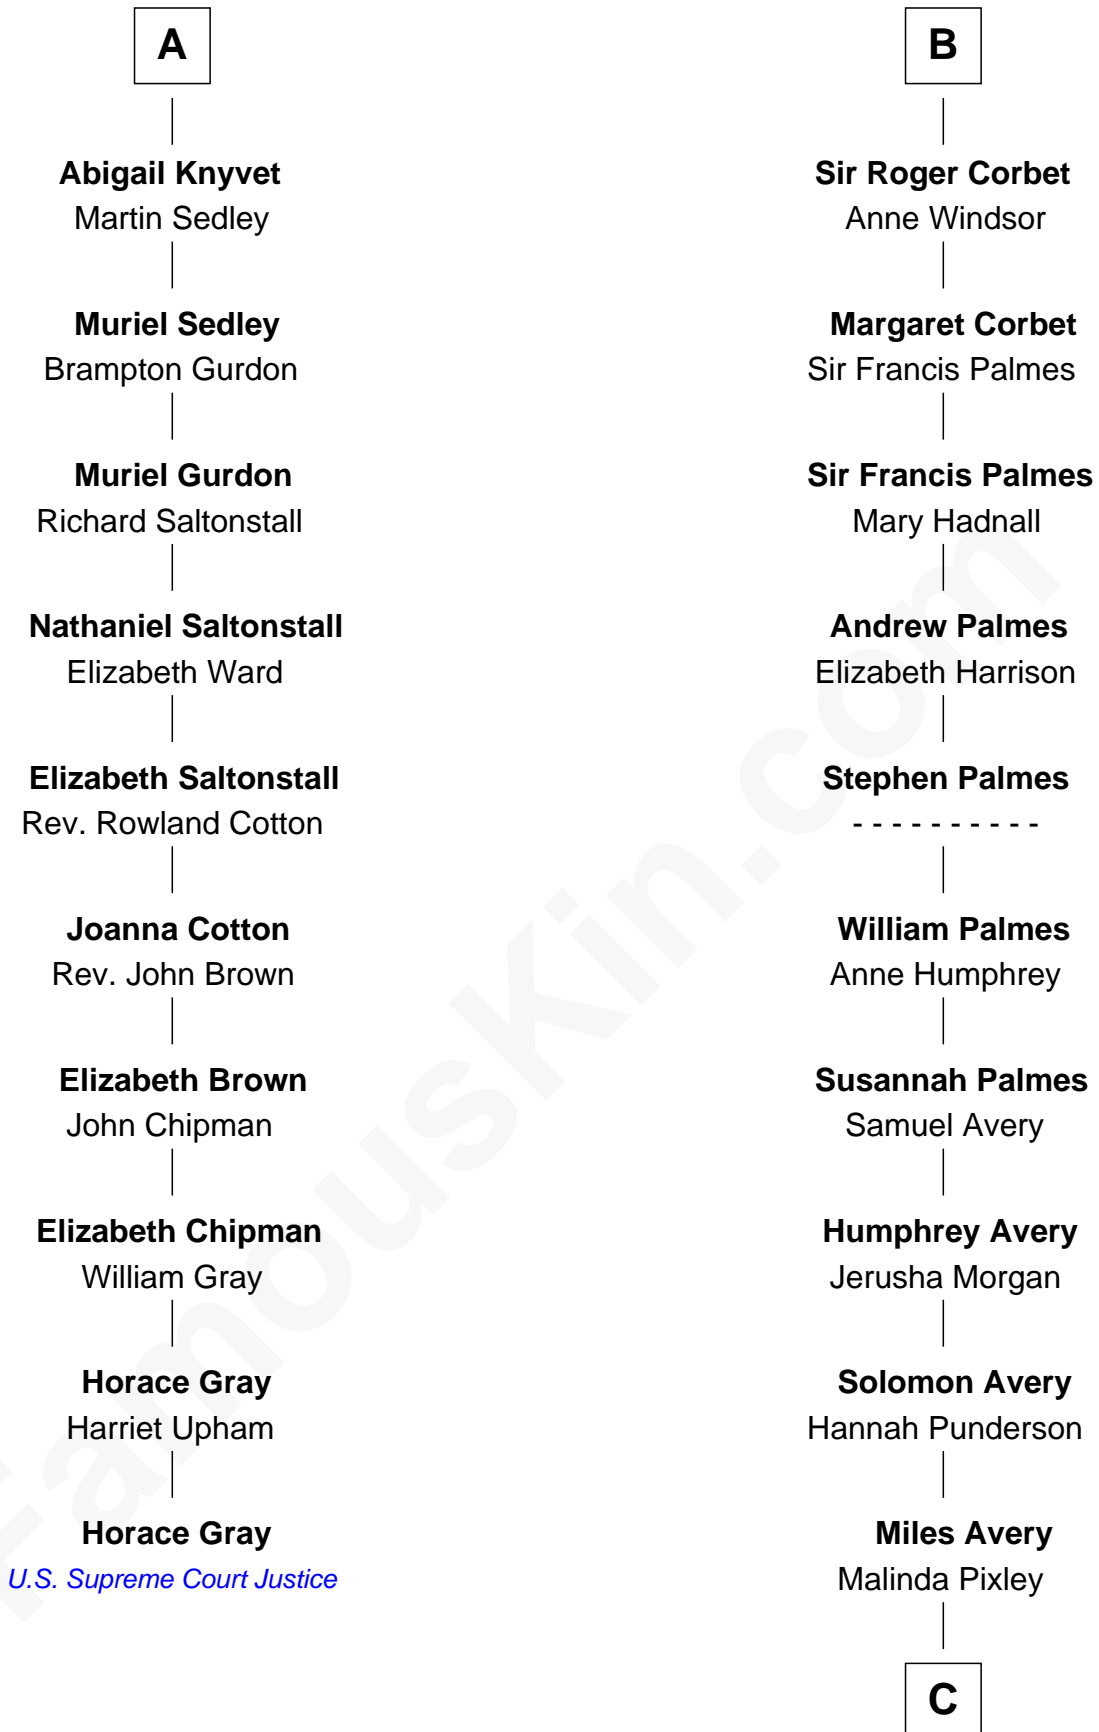 A
Abigail Knyvet
Martin Sedley
Muriel Sedley
Brampton Gurdon
Muriel Gurdon
Richard Saltonstall
Nathaniel Saltonstall
Elizabeth Ward
Elizabeth Saltonstall
Rev. Rowland Cotton
Joanna Cotton
Rev. John Brown
Elizabeth Brown
John Chipman
Elizabeth Chipman
William Gray
Horace Gray
Harriet Upham
Horace Gray
U.S. Supreme Court Justice
B
Sir Roger Corbet
Anne Windsor
Margaret Corbet
Sir Francis Palmes
Sir Francis Palmes
Mary Hadnall
Andrew Palmes
Elizabeth Harrison
Stephen Palmes
- - - - - - - - - -
William Palmes
Anne Humphrey
Susannah Palmes
Samuel Avery
Humphrey Avery
Jerusha Morgan
Solomon Avery
Hannah Punderson
Miles Avery
Malinda Pixley
C
FamousKin.com